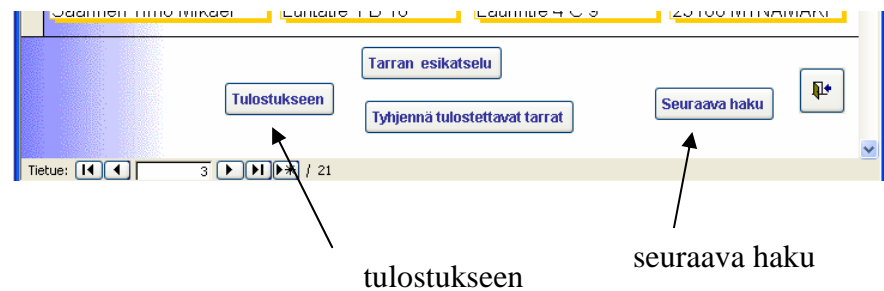 Tarran esikatselu
Tulostukseen
Seuraava haku
Tyhjennä tulostettavat tarrat
Tietue: 3 / 21
seuraava haku
tulostukseen